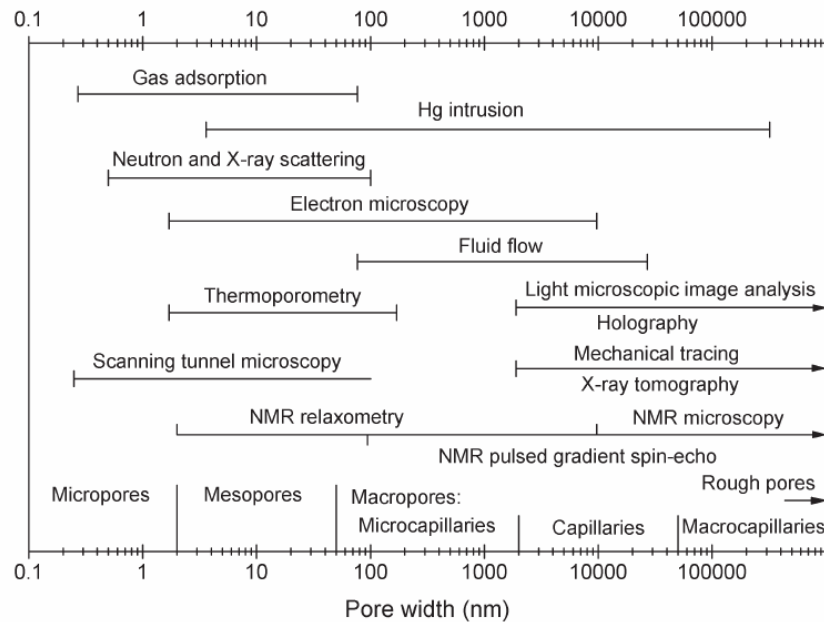 0.1 1 10 100 1000 10000 100000
Gas adsorption
Hg intrusion
Neutron and X-ray scattering
Electron microscopy
Fluid flow
Thermoporometry
Light microscopic image analysis
Holography
Scanning tunnel microscopy
Mechanical tracing
X-ray tomography
NMR relaxometry
NMR microscopy
NMR pulsed gradient spin-echo
Rough pores
Micropores
Mesopores
Macropores:
Microcapillaries
Capillaries
Macrocapillaries
0.1 1 10 100 1000 10000 100000
Pore width (nm)